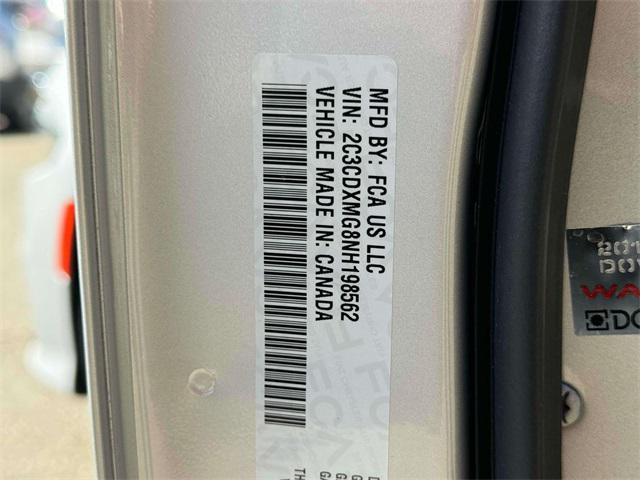 MFD BY: FCA US LLC
VIN: 2C3CDXMG8NH198562
VEHICLE MADE IN: CANADA